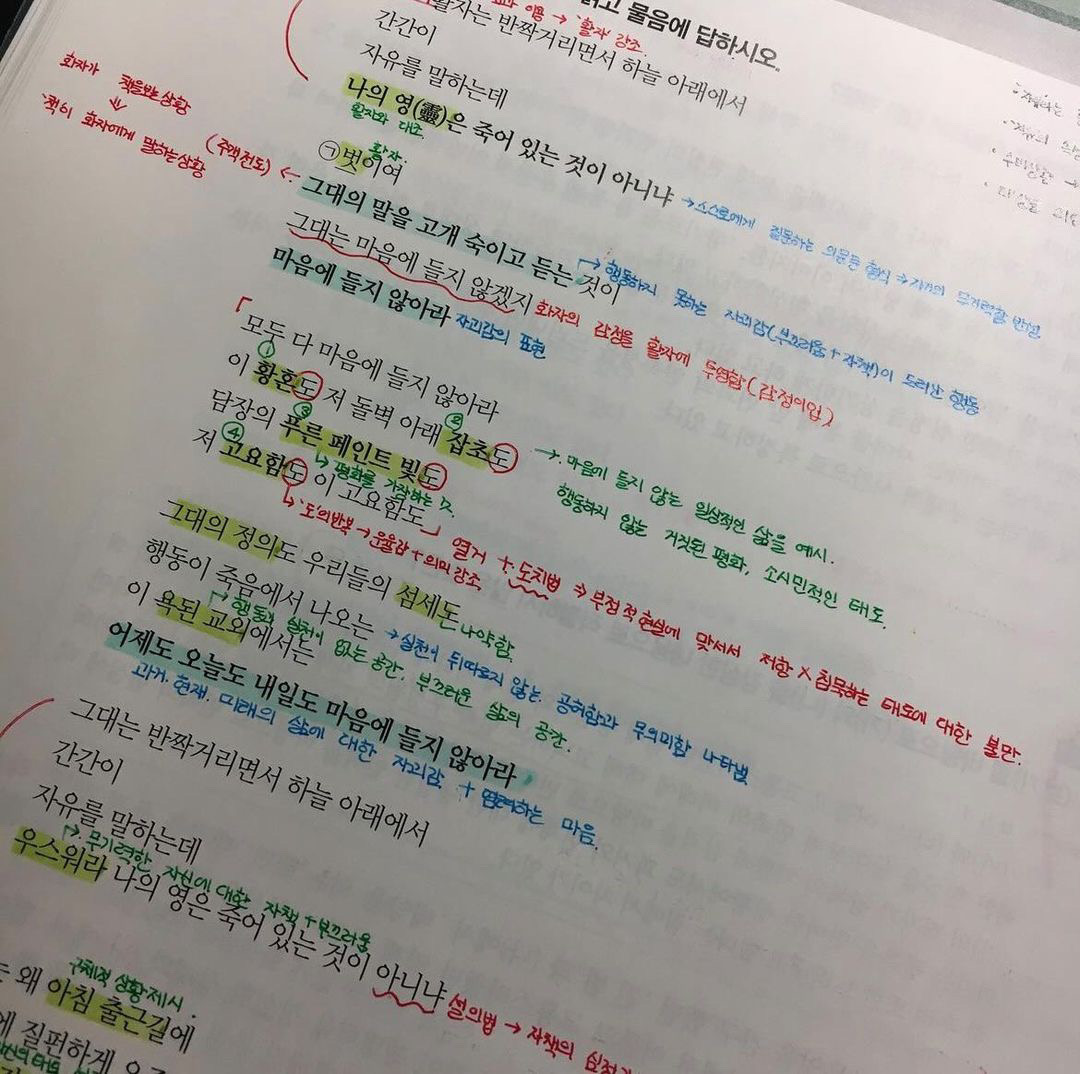 읽고 물음에 답하시오.
이용 → '활자' 강조.
활자는 반짝거리면서 하늘 아래에서
간간이
자유를 말하는데
나의 영(靈)은 죽어 있는 것이 아니냐 → 스스로에게 질문하는 의문문 형식 → 자기의 무기력함 반성
활자와 대조.
화자가 책을 보는 상황
⇓
책이 화자에게 말하는 상황 (주객전도) ←
활자.
㉠ 벗이여
그대의 말을 고개 숙이고 듣는 것이
→ 행동하지 못하는 자괴감(부끄러움 + 자책)이 드러난 행동
그대는 마음에 들지 않겠지 화자의 감정을 활자에 투영함(감정이입)
마음에 들지 않아라 자괴감의 표현
「모두 다 마음에 들지 않아라
① ②
이 황혼도 저 돌벽 아래 잡초도
③
담장의 푸른 페인트 빛도
→ 평화를 가장하는 것.
④
저 고요함도 이 고요함도」 열거 + 도치법 ⇒ 부정적 현실에 맞서서 저항 × 침묵하는 태도에 대한 불만.
→ 마음에 들지 않는 일상적인 삶을 예시.
행동하지 않는 거짓된 평화, 소시민적인 태도.
→ '도'의 반복 → 운율감 + 의미 강조.
그대의 정의도 우리들의 섬세도 나약함.
행동이 죽음에서 나오는 → 실천이 뒤따르지 않는 공허함과 무의미함 나타냄
→ 행동과 실천이 없는 공간. 부끄러운 삶의 공간.
이 욕된 교외에서는
어제도 오늘도 내일도 마음에 들지 않아라
과거. 현재. 미래의 삶에 대한 자괴감 + 염려하는 마음.
그대는 반짝거리면서 하늘 아래에서
간간이
자유를 말하는데
→ 무기력한 자신에 대한 자책 + 부끄러움
우스워라 나의 영은 죽어 있는 것이 아니냐 설의법 → 자책의 심정
구체적 상황 제시.
는 왜 아침 출근길에
에 질펀하게